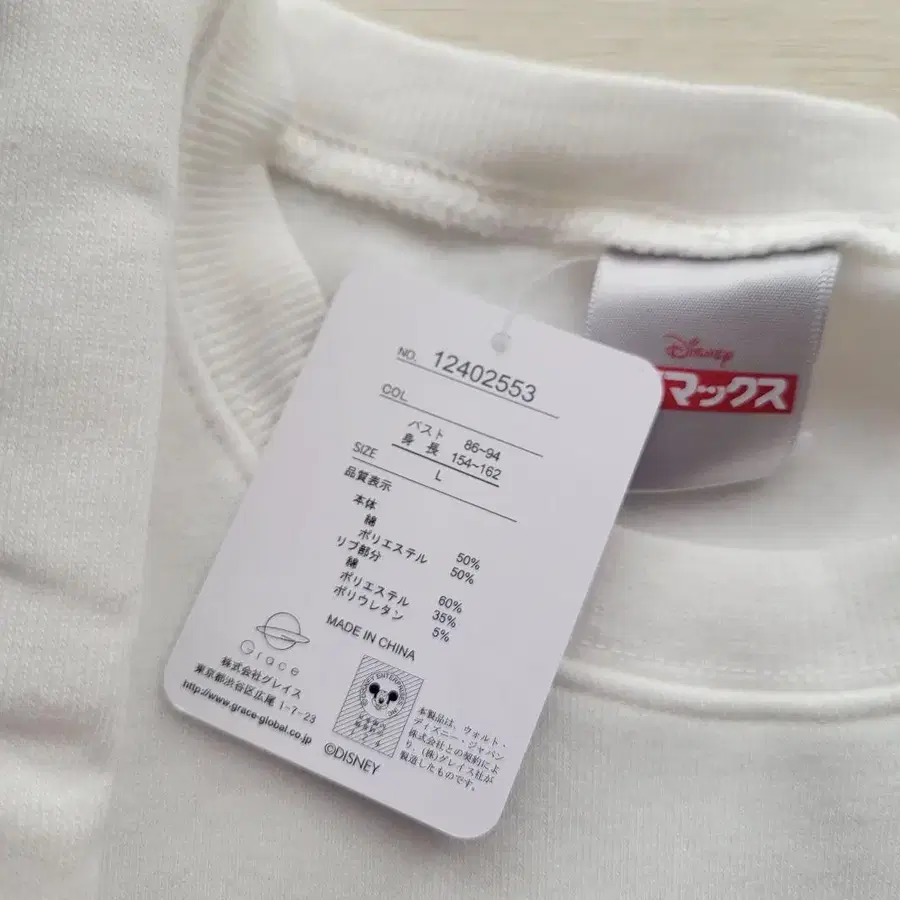 Disney
マックス
NO. 12402553
COL
バスト 86~94
身長 154~162
SIZE L
品質表示
本体
綿 50%
ポリエステル 50%
リブ部分
綿 60%
ポリエステル 35%
ポリウレタン 5%
MADE IN CHINA
Grace
株式会社グレイス
東京都渋谷区広尾 1-7-23
http://www.grace-global.co.jp
©DISNEY
本製品は、ウォルト・
ディズニー・ジャパン
株式会社との契約によ
り、(株)グレイス社が
製造したものです。